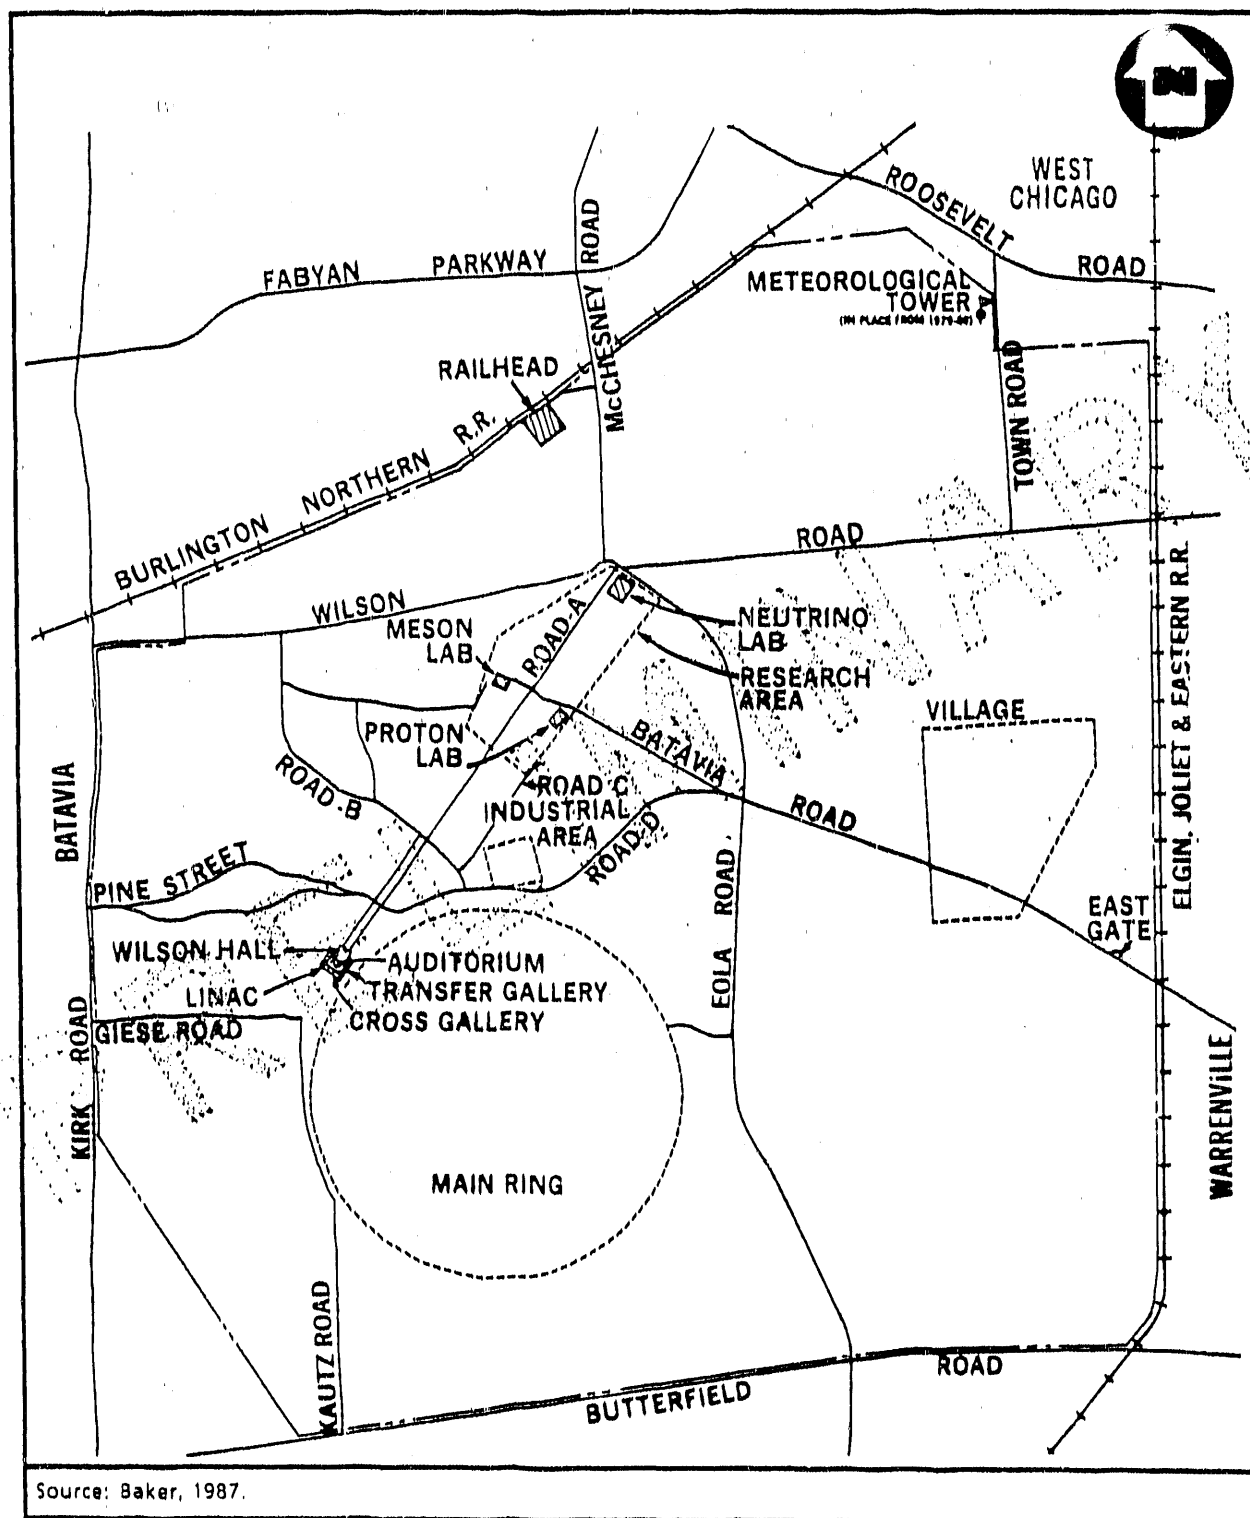 N
WEST
CHICAGO
ROOSEVELT
ROAD
FABYAN PARKWAY
McCHESNEY ROAD
METEOROLOGICAL
TOWER
RAILHEAD
TOWN ROAD
BURLINGTON NORTHERN R.R.
WILSON ROAD
MESON
LAB
ROAD-A
NEUTRINO
LAB
RESEARCH
AREA
VILLAGE
PROTON
LAB
BATAVIA ROAD
ROAD-B
ROAD C
INDUSTRIAL
AREA
ROAD-D
BATAVIA
ELGIN, JOLIET & EASTERN R.R.
PINE STREET
EOLA ROAD
EAST
GATE
WILSON HALL
AUDITORIUM
LINAC
TRANSFER GALLERY
CROSS GALLERY
GIESE ROAD
KIRK ROAD
WARRENVILLE
MAIN RING
KAUTZ ROAD
BUTTERFIELD ROAD
Source: Baker, 1987.